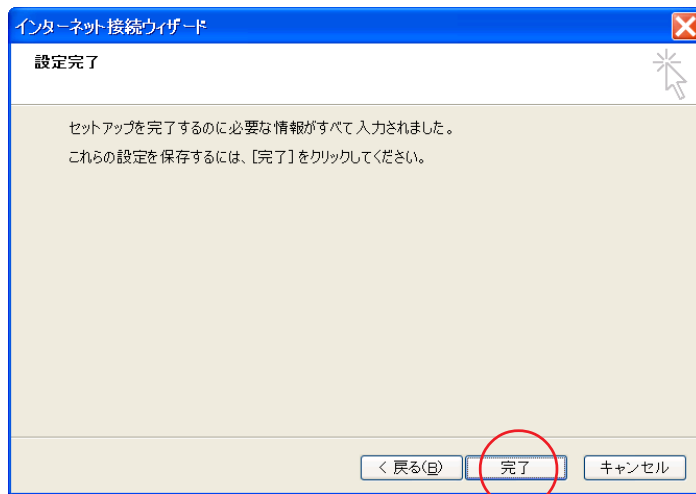 インターネット接続ウィザード
設定完了
セットアップを完了するのに必要な情報がすべて入力されました。
これらの設定を保存するには、[完了]をクリックしてください。
< 戻る(B)
完了
キャンセル